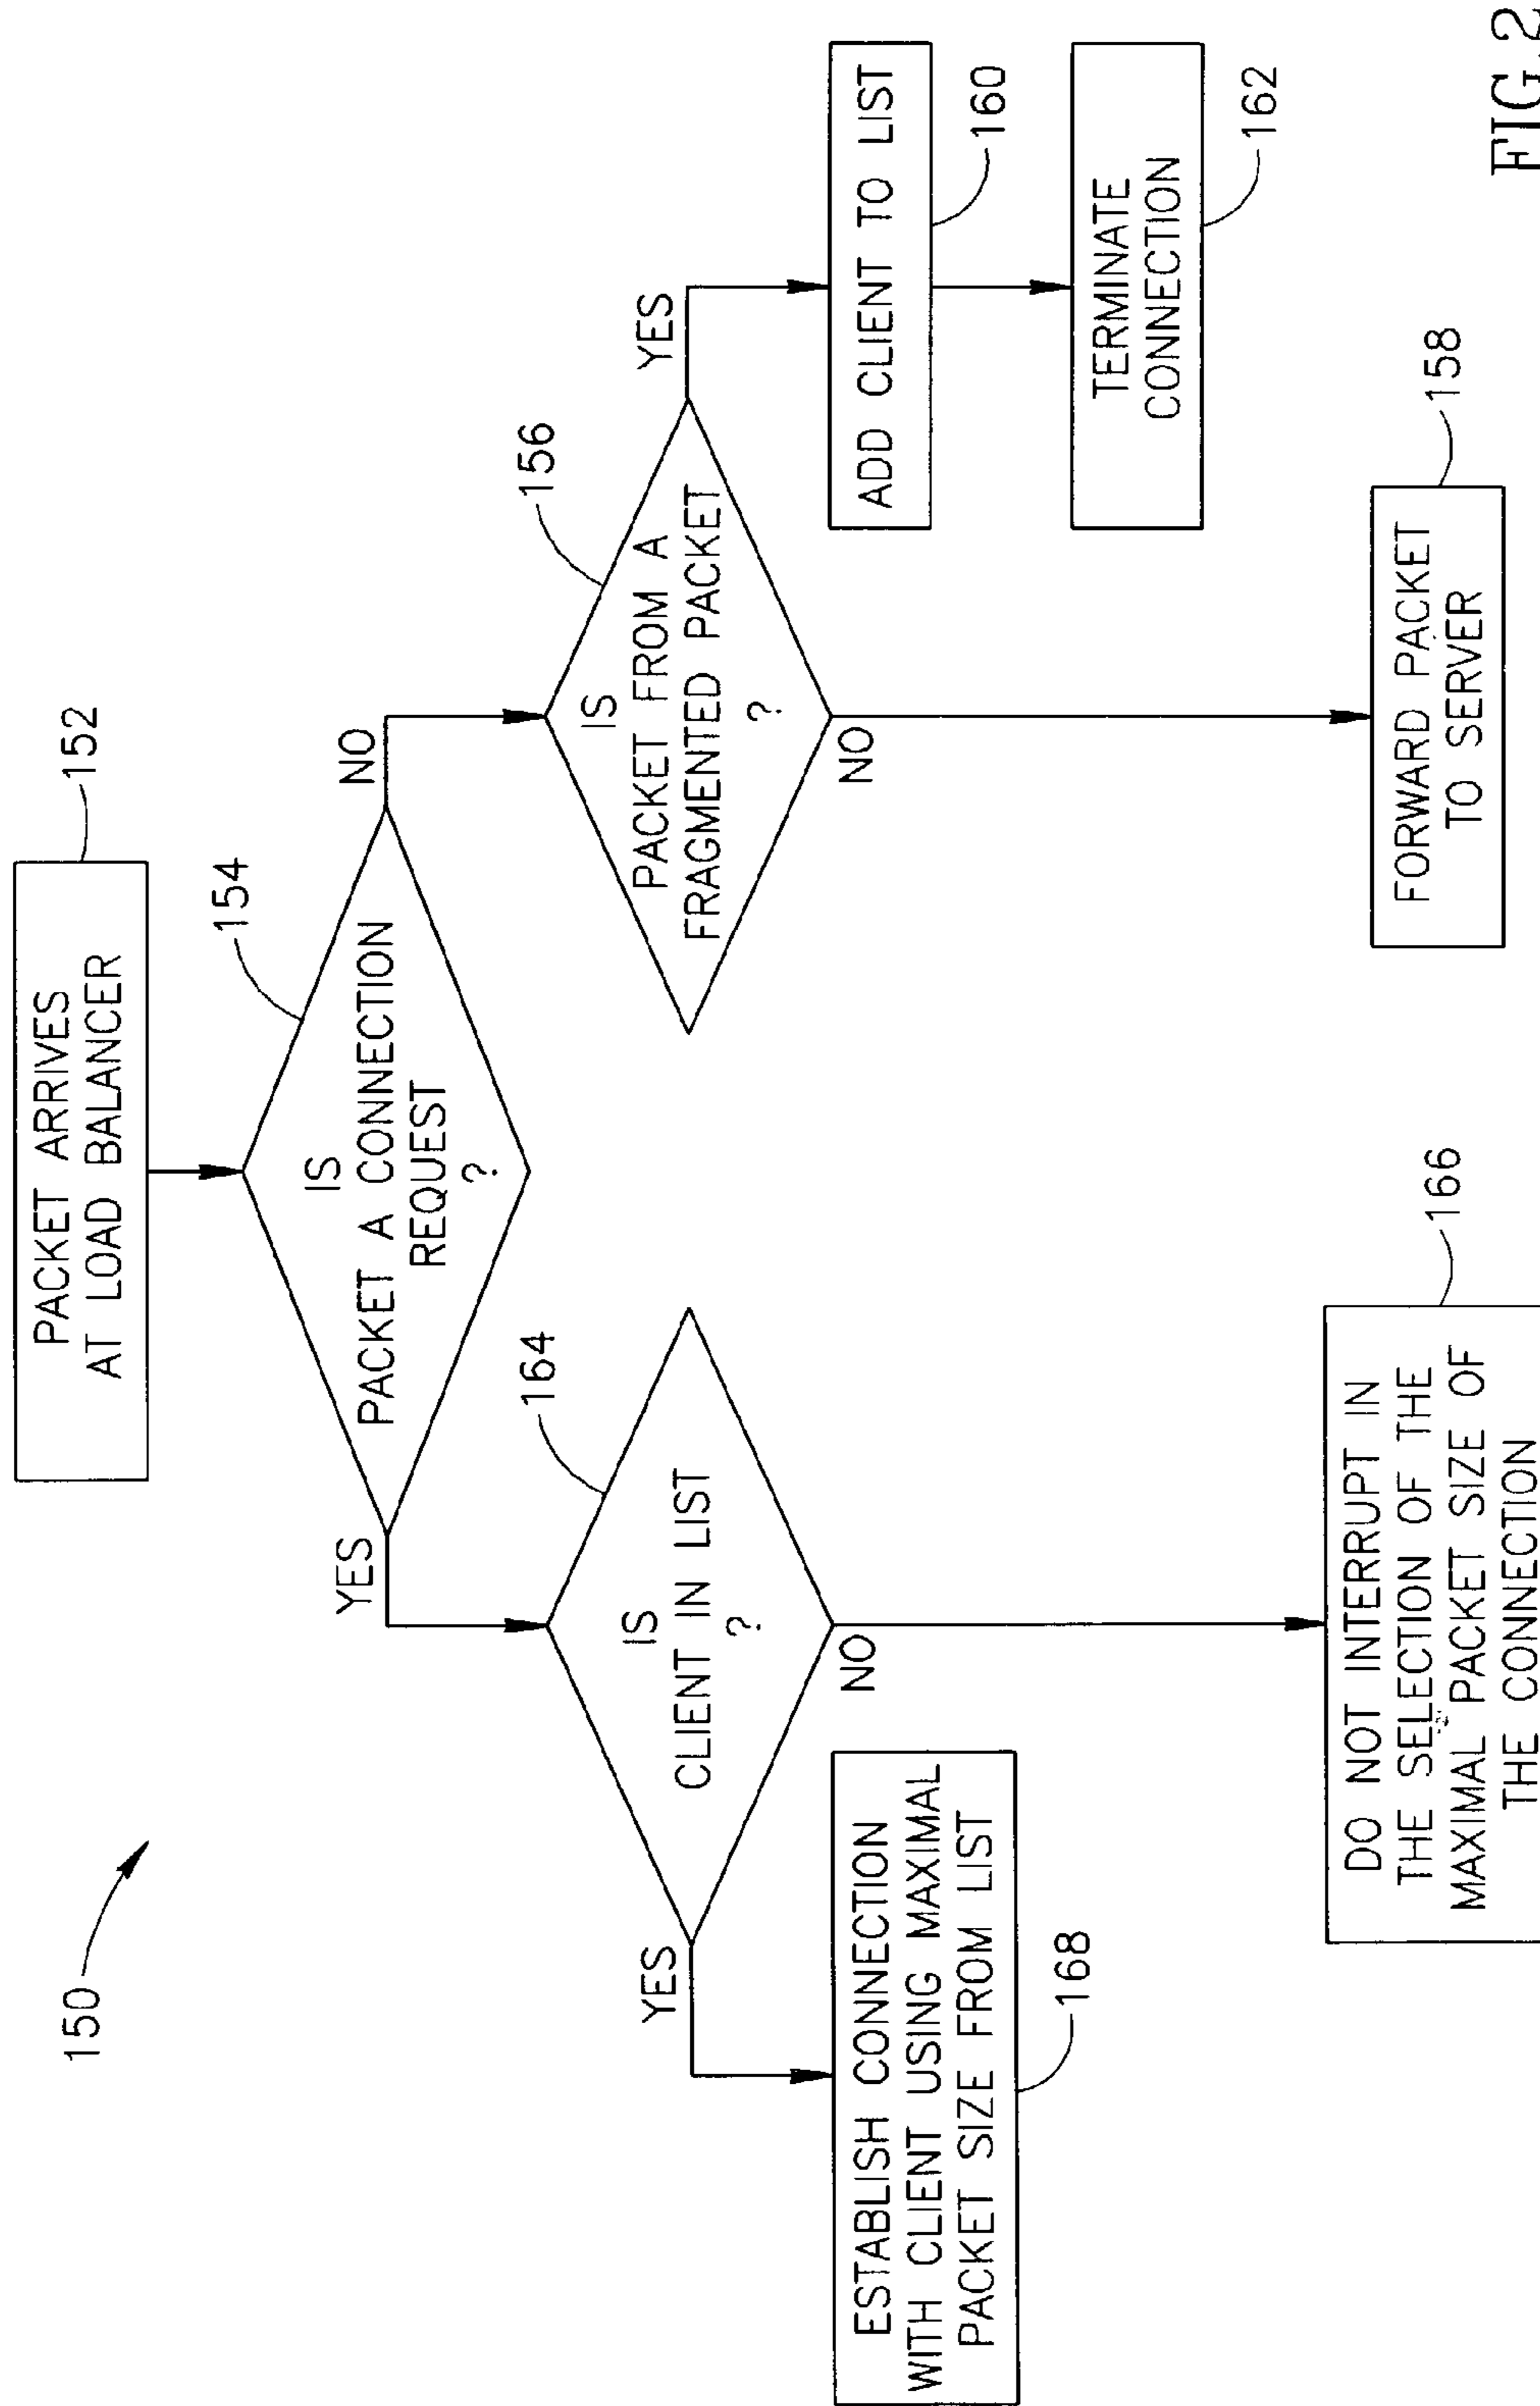 150
PACKET ARRIVES
AT LOAD BALANCER
152
154
IS
PACKET A CONNECTION
REQUEST
?
YES
NO
164
IS
CLIENT IN LIST
?
YES
NO
156
IS
PACKET FROM A
FRAGMENTED PACKET
?
YES
NO
ESTABLISH CONNECTION
WITH CLIENT USING MAXIMAL
PACKET SIZE FROM LIST
168
ADD CLIENT TO LIST
160
TERMINATE
CONNECTION
162
DO NOT INTERRUPT IN
THE SELECTION OF THE
MAXIMAL PACKET SIZE OF
THE CONNECTION
166
FORWARD PACKET
TO SERVER
158
FIG.2